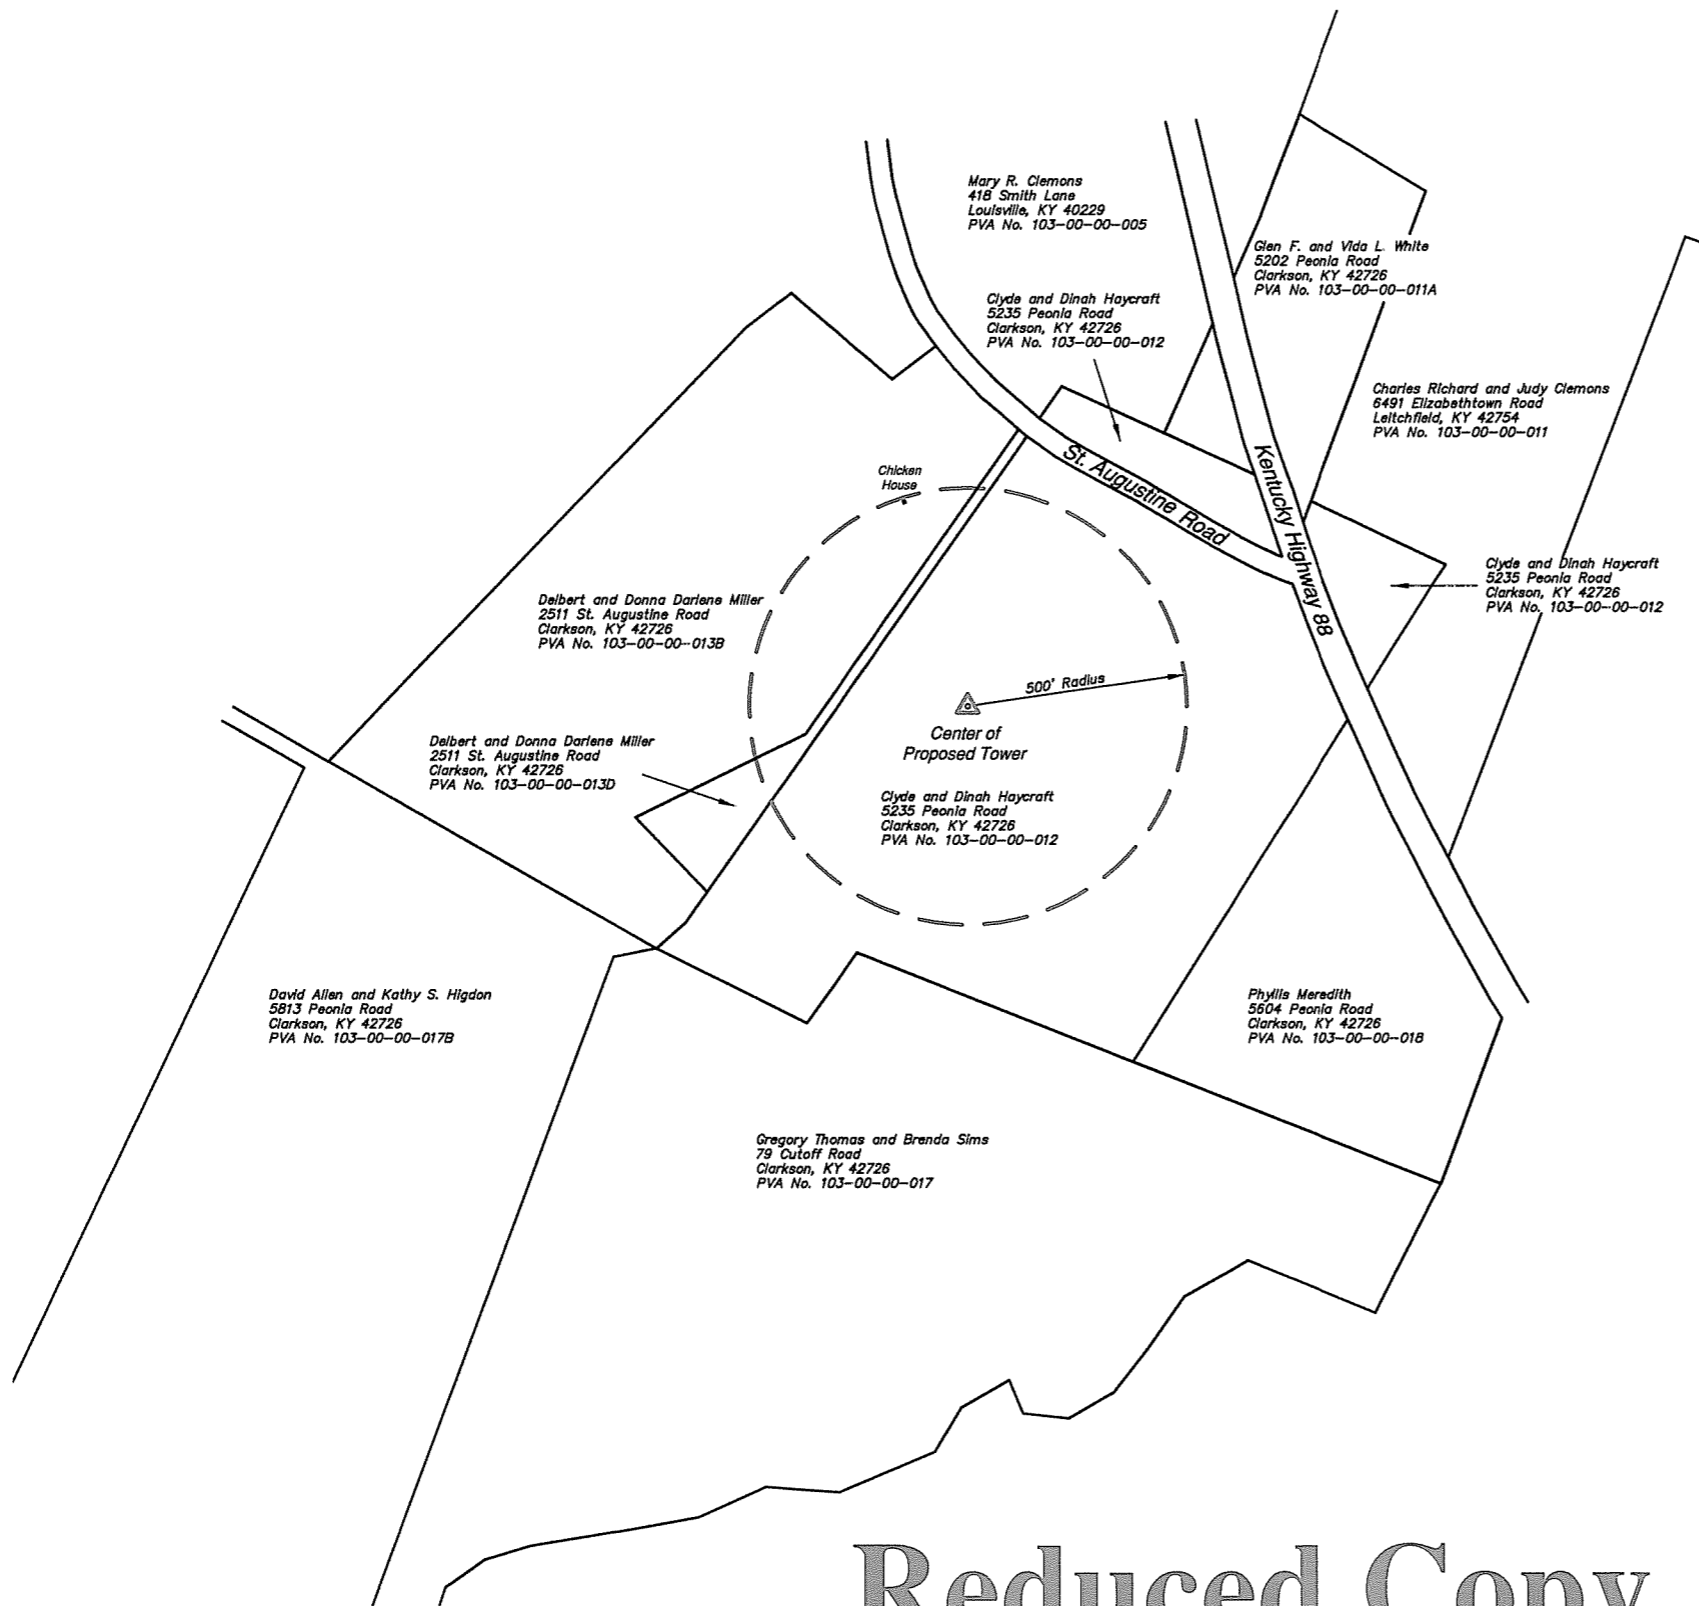 Mary R. Clemons
418 Smith Lane
Louisville, KY 40229
PVA No. 103-00-00-005
Glen F. and Vida L. White
5202 Peonia Road
Clarkson, KY 42726
PVA No. 103-00-00-011A
Clyde and Dinah Haycraft
5235 Peonia Road
Clarkson, KY 42726
PVA No. 103-00-00-012
Charles Richard and Judy Clemons
6491 Elizabethtown Road
Leitchfield, KY 42754
PVA No. 103-00-00-011
St. Augustine Road
Kentucky Highway 88
Chicken
House
Clyde and Dinah Haycraft
5235 Peonia Road
Clarkson, KY 42726
PVA No. 103-00-00-012
Delbert and Donna Darlene Miller
2511 St. Augustine Road
Clarkson, KY 42726
PVA No. 103-00-00-013B
500' Radius
Center of
Proposed Tower
Delbert and Donna Darlene Miller
2511 St. Augustine Road
Clarkson, KY 42726
PVA No. 103-00-00-013D
Clyde and Dinah Haycraft
5235 Peonia Road
Clarkson, KY 42726
PVA No. 103-00-00-012
David Allen and Kathy S. Higdon
5813 Peonia Road
Clarkson, KY 42726
PVA No. 103-00-00-017B
Phyllis Meredith
5604 Peonia Road
Clarkson, KY 42726
PVA No. 103-00-00-018
Gregory Thomas and Brenda Sims
79 Cutoff Road
Clarkson, KY 42726
PVA No. 103-00-00-017
Reduced Copy